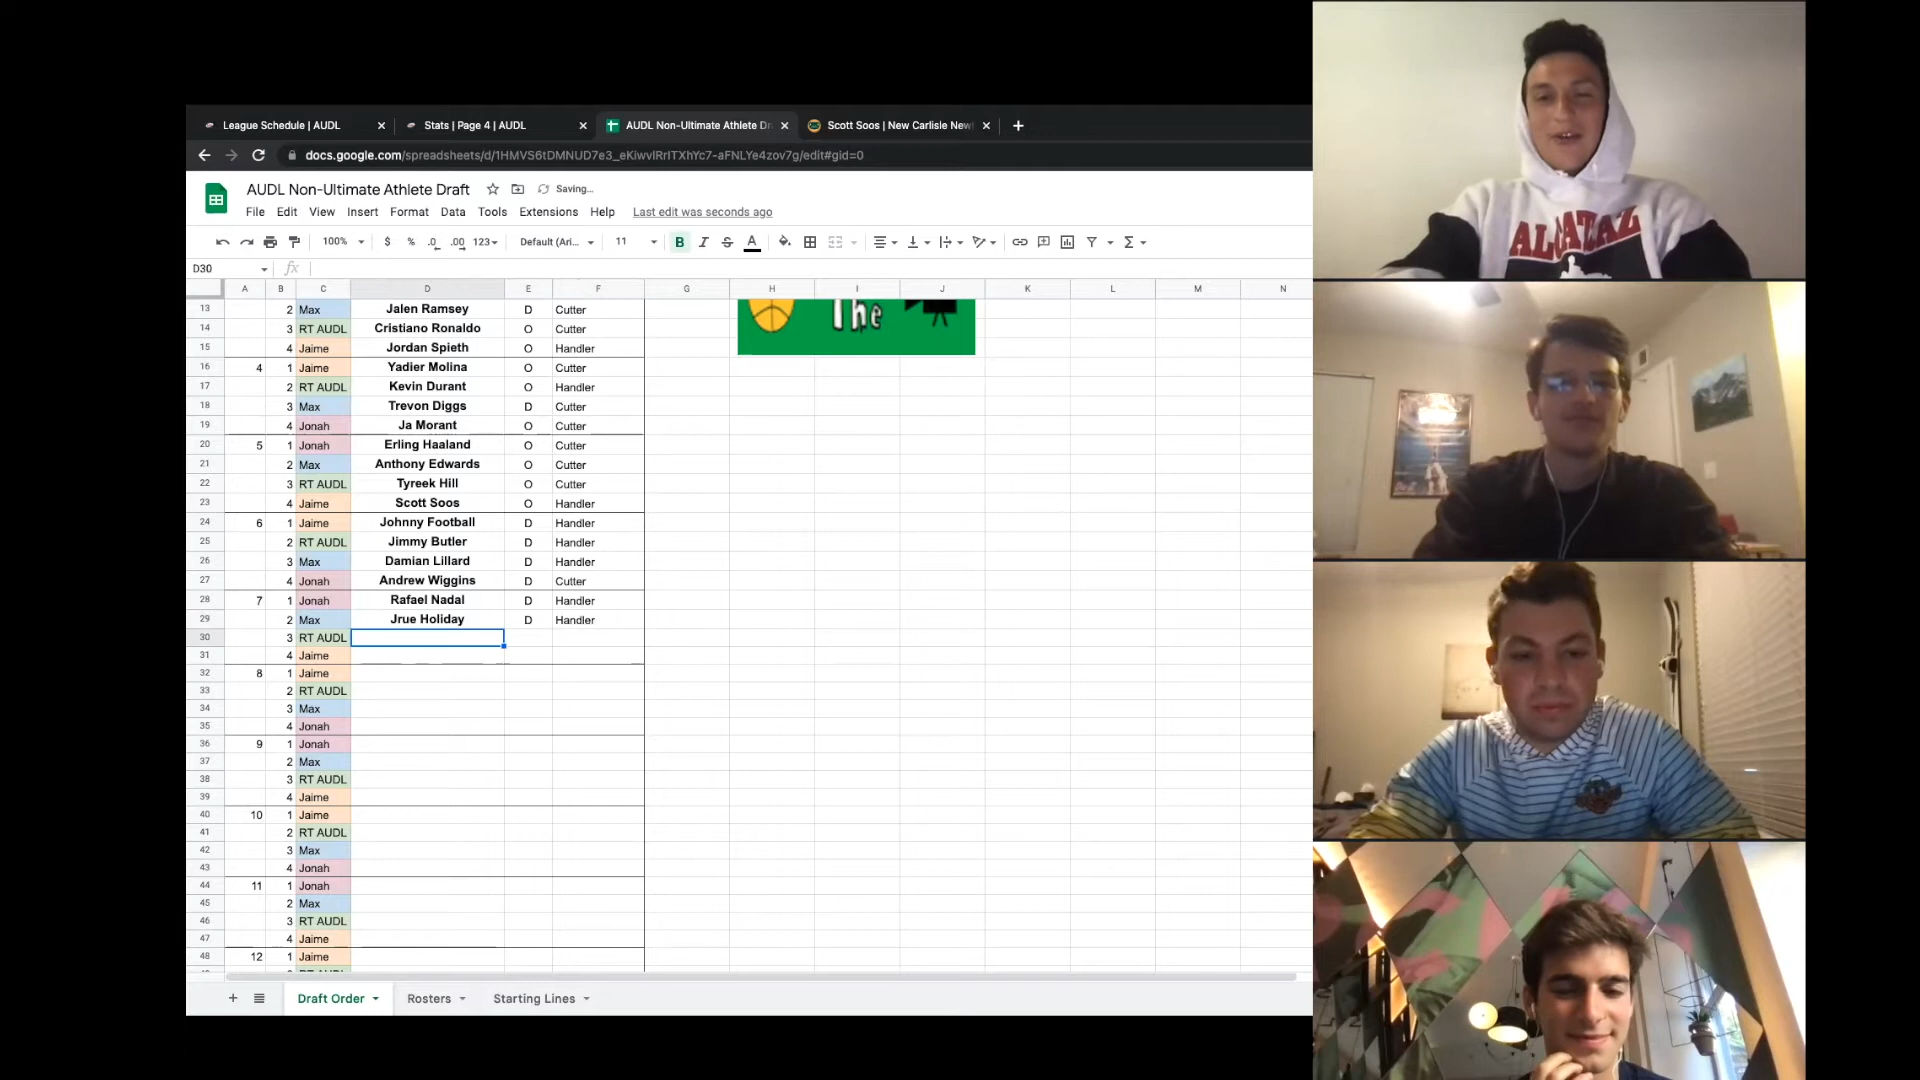 League Schedule | AUDL
Stats | Page 4 | AUDL
AUDL Non-Ultimate Athlete Dr
Scott Soos | New Carlisle New
docs.google.com/spreadsheets/d/1HMVS6tDMNUD7e3_eKiwvlRrITXhYc7-aFNLYe4zov7g/edit#gid=0
AUDL Non-Ultimate Athlete Draft
Saving...
File Edit View Insert Format Data Tools Extensions Help Last edit was seconds ago
100% $ % .0 .00 123 Default (Ari... 11 B I S A
D30 fx
A B C D E F G H I J K L M N
13 2 Max Jalen Ramsey D Cutter
14 3 RT AUDL Cristiano Ronaldo O Cutter
15 4 Jaime Jordan Spieth O Handler
16 4 1 Jaime Yadier Molina O Cutter
17 2 RT AUDL Kevin Durant O Handler
18 3 Max Trevon Diggs D Cutter
19 4 Jonah Ja Morant O Cutter
20 5 1 Jonah Erling Haaland O Cutter
21 2 Max Anthony Edwards O Cutter
22 3 RT AUDL Tyreek Hill O Cutter
23 4 Jaime Scott Soos O Handler
24 6 1 Jaime Johnny Football D Handler
25 2 RT AUDL Jimmy Butler D Handler
26 3 Max Damian Lillard D Handler
27 4 Jonah Andrew Wiggins D Cutter
28 7 1 Jonah Rafael Nadal D Handler
29 2 Max Jrue Holiday D Handler
30 3 RT AUDL
31 4 Jaime
32 8 1 Jaime
33 2 RT AUDL
34 3 Max
35 4 Jonah
36 9 1 Jonah
37 2 Max
38 3 RT AUDL
39 4 Jaime
40 10 1 Jaime
41 2 RT AUDL
42 3 Max
43 4 Jonah
44 11 1 Jonah
45 2 Max
46 3 RT AUDL
47 4 Jaime
48 12 1 Jaime
The
Draft Order
Rosters
Starting Lines
ALCATRAZ